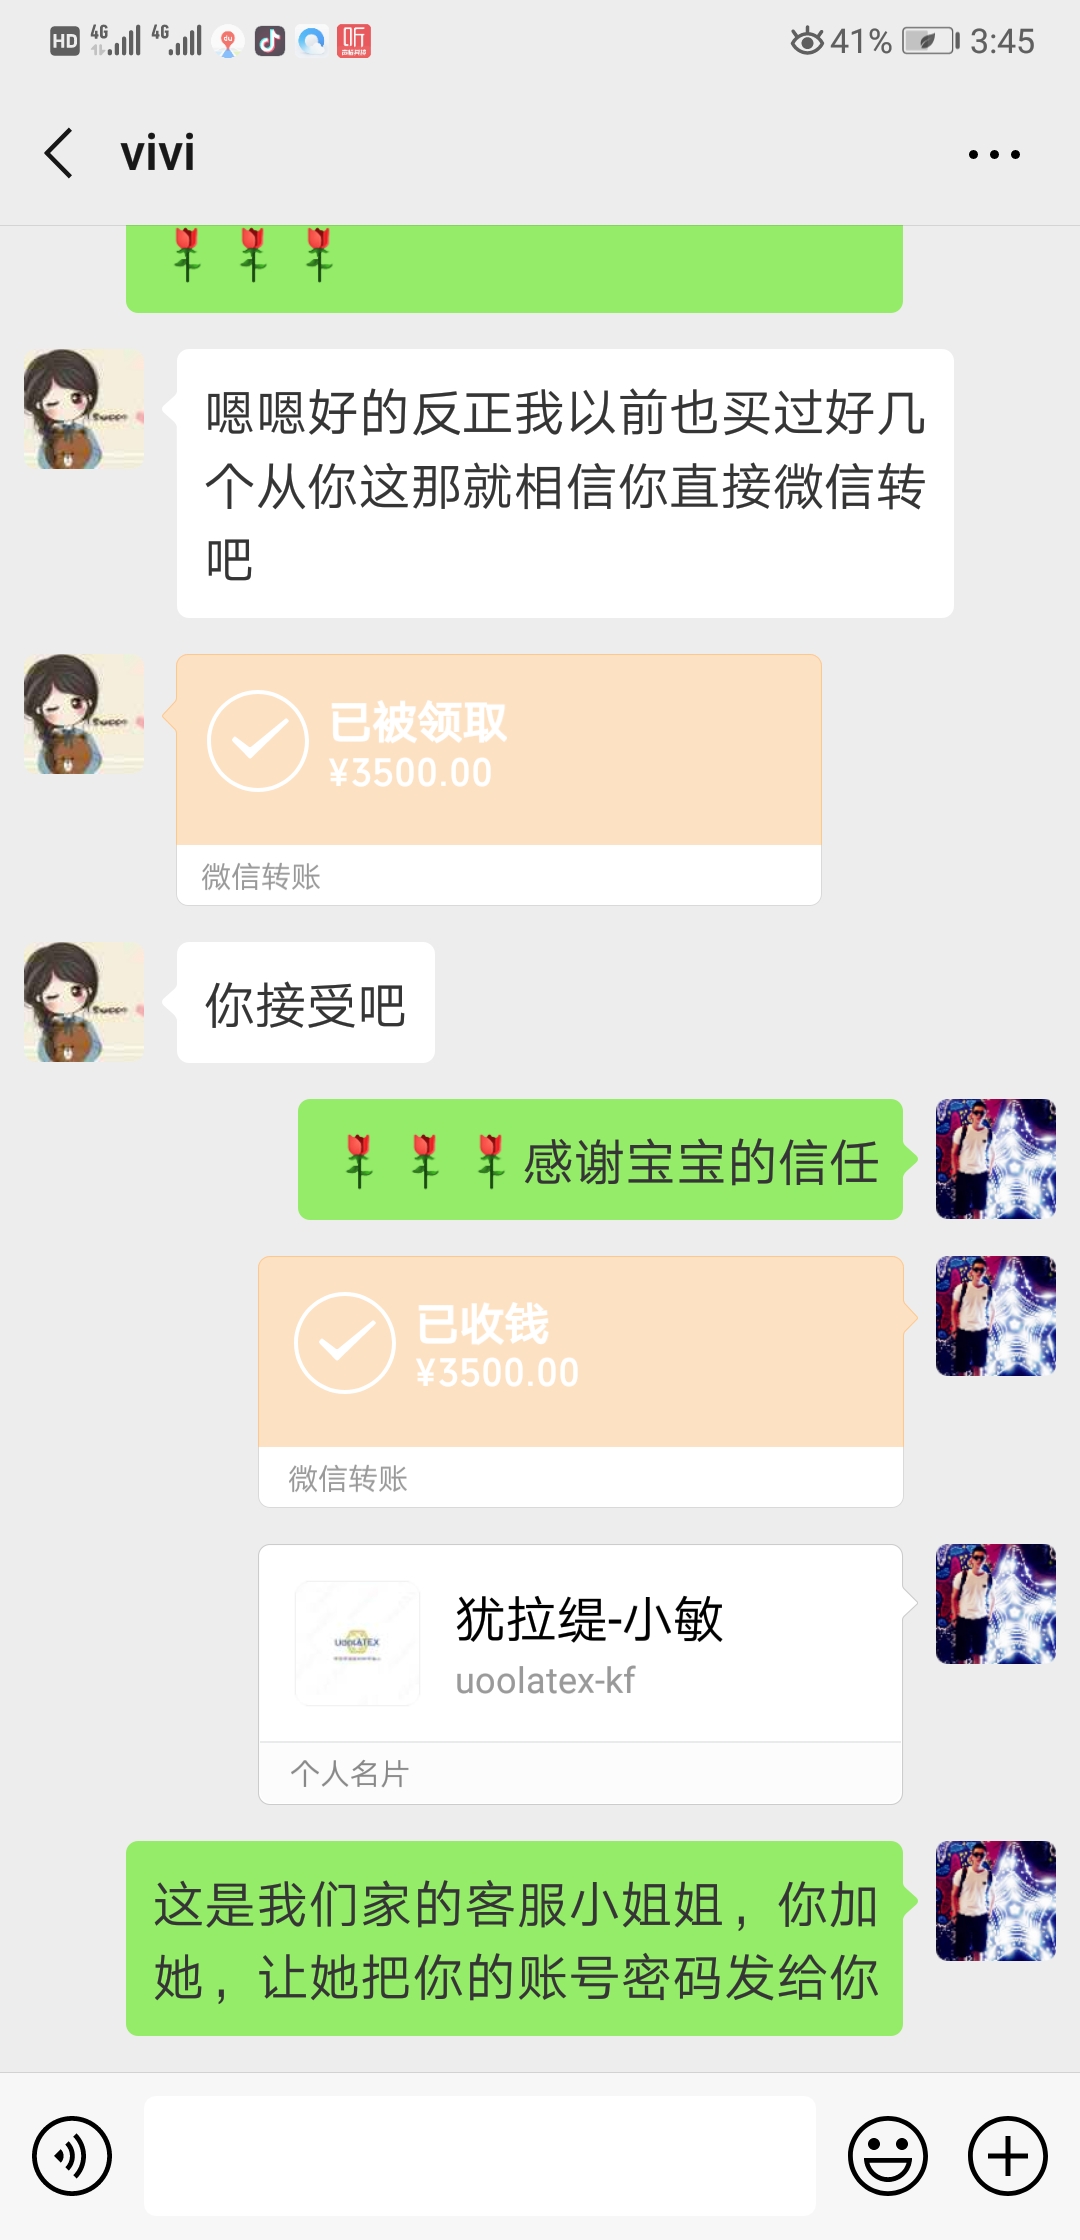 HD 4G 4G du 听 41% 3:45
vivi
嗯嗯好的反正我以前也买过好几
个从你这那就相信你直接微信转
吧
已被领取
¥3500.00
微信转账
你接受吧
感谢宝宝的信任
已收钱
¥3500.00
微信转账
UoolATEX
犹拉缇-小敏
uoolatex-kf
个人名片
这是我们家的客服小姐姐，你加
她，让她把你的账号密码发给你